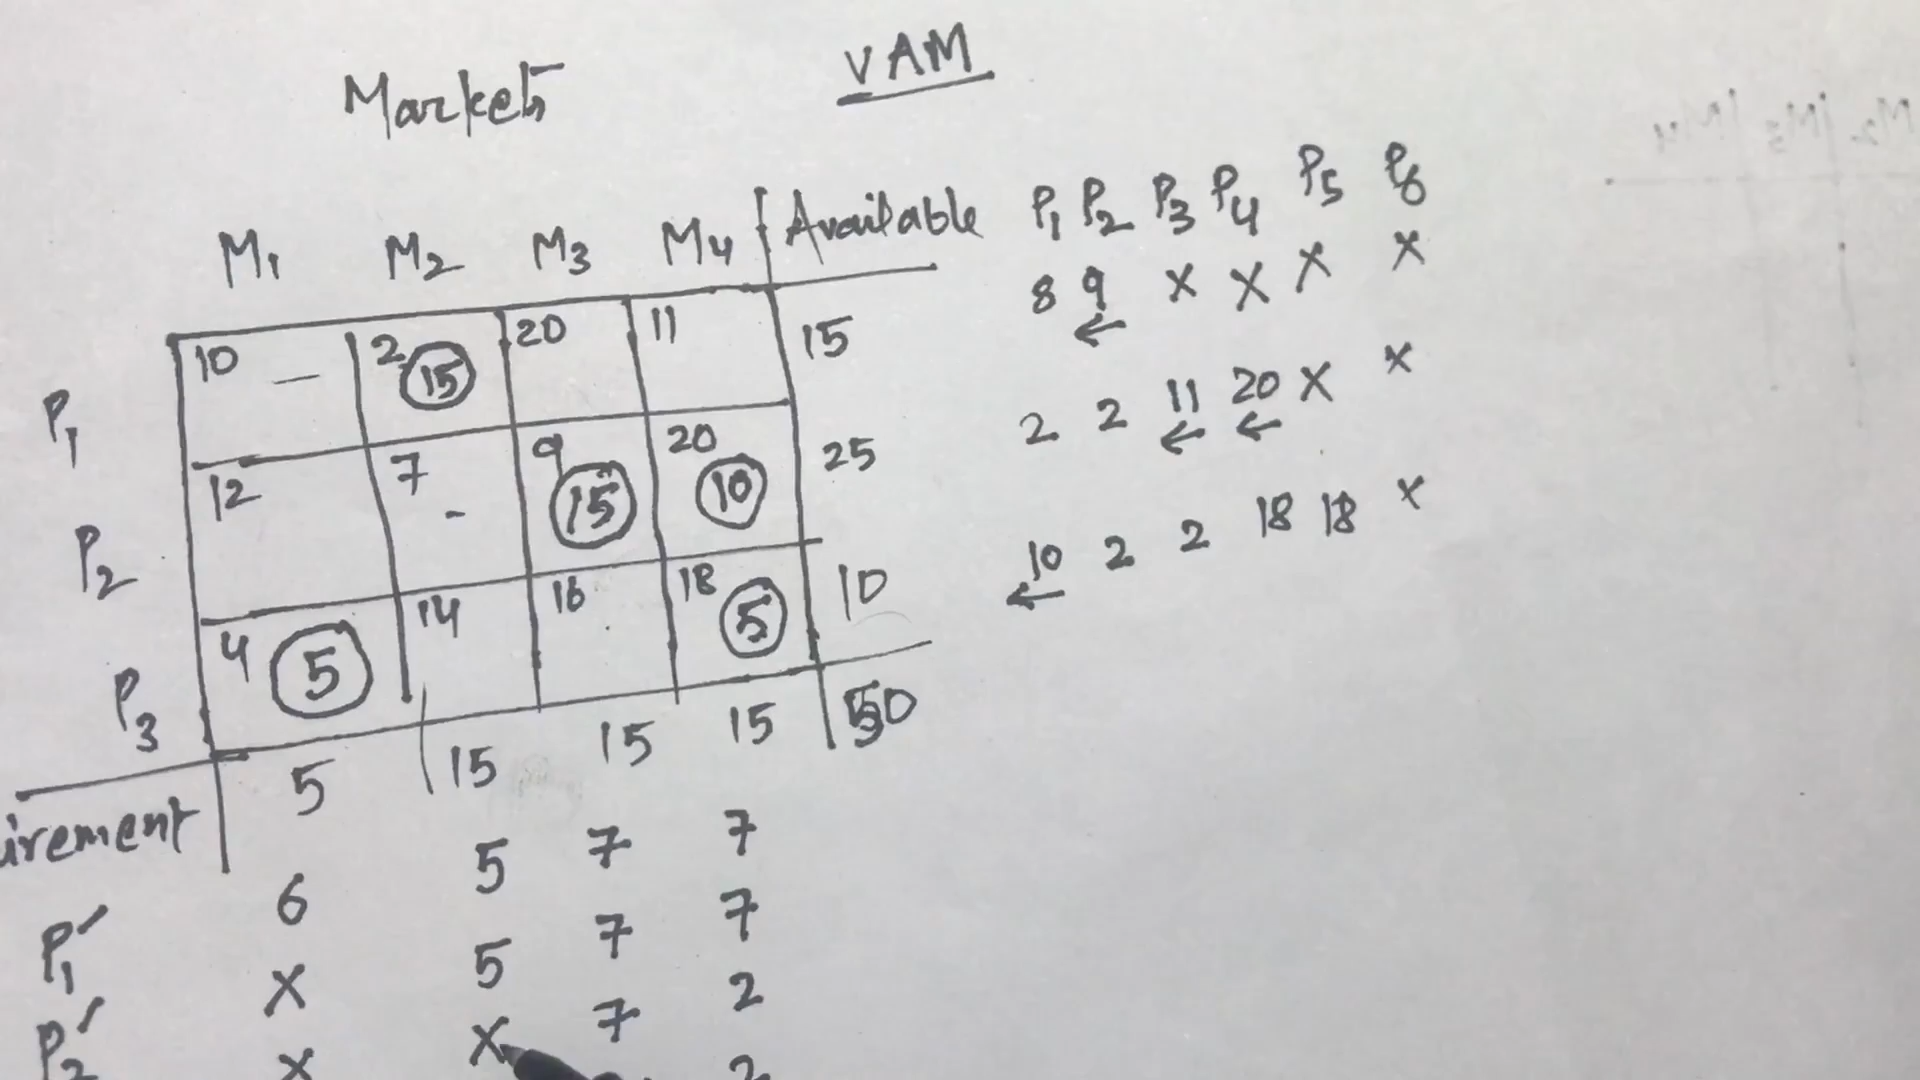 Markets VAM
M1 M2 M3 M4 Available P1 P2 P3 P4 P5 P6
P1 10 — 2 15 20 11 15 8 9 X X X X
←
P2 12 7 - 9 15 20 10 25 2 2 11 20 X X
← ←
P3 4 5 14 16 18 5 10 10 2 2 18 18 X
←
irement 5 15 15 15 50
P1′ 6 5 7 7
P2′ X 5 7 7
X X 7 2
2